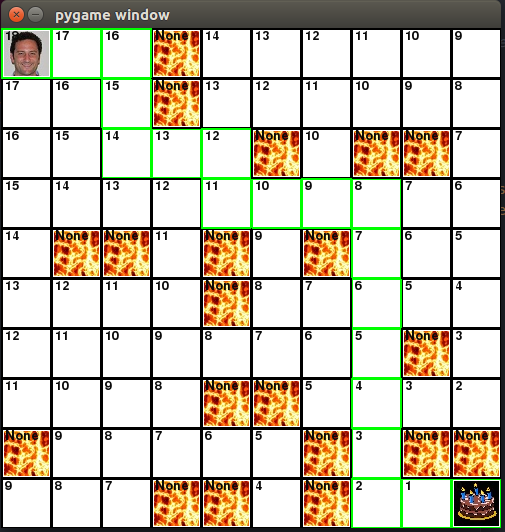 pygame window
18 17 16 None 14 13 12 11 10 9
17 16 15 None 13 12 11 10 9 8
16 15 14 13 12 None 10 None None 7
15 14 13 12 11 10 9 8 7 6
14 None None 11 None 9 None 7 6 5
13 12 11 10 None 8 7 6 5 4
12 11 10 9 8 7 6 5 None 3
11 10 9 8 None None 5 4 3 2
None 9 8 7 6 5 None 3 None None
9 8 7 None None 4 None 2 1